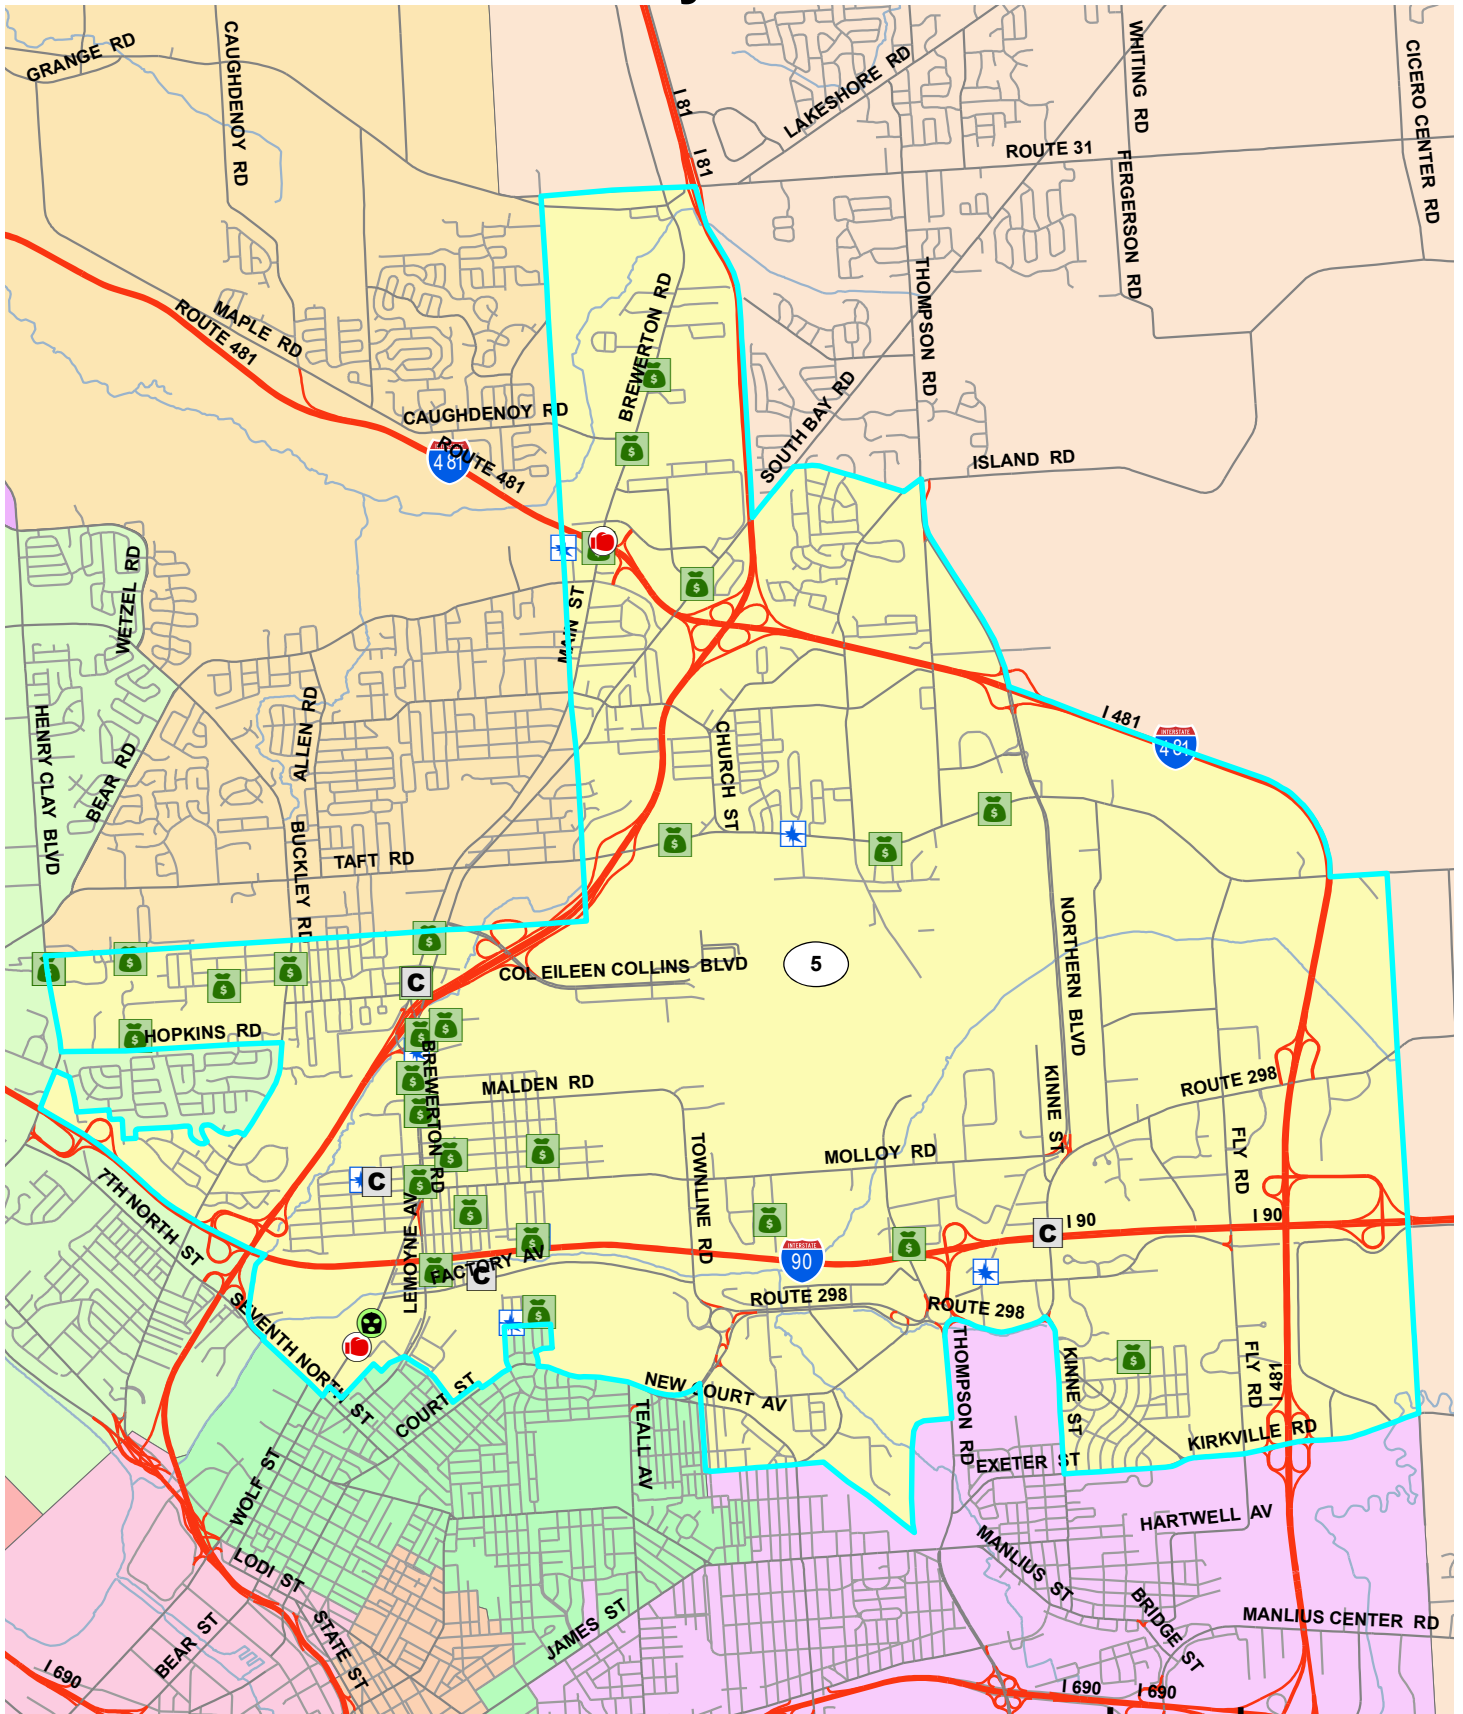 GRANGE RD
CAUGHDENOY RD
I 81
I 81
LAKESHORE RD
WHITING RD
CICERO CENTER RD
ROUTE 31
FERGERSON RD
THOMPSON RD
MAPLE RD
ROUTE 481
BREWERTON RD
CAUGHDENOY RD
SOUTH BAY RD
ISLAND RD
INTERSTATE
481
ROUTE 481
WETZEL RD
MAIN ST
HENRY CLAY BLVD
BEAR RD
ALLEN RD
I 481
INTERSTATE
481
CHURCH ST
BUCKLEY RD
TAFT RD
NORTHERN BLVD
COL EILEEN COLLINS BLVD
5
C
HOPKINS RD
BREWERTON RD
MALDEN RD
KINNE ST
ROUTE 298
TOWNLINE RD
MOLLOY RD
FLY RD
7TH NORTH ST
C
LEMOYNE AV
I 90
C
I 90
INTERSTATE
90
FACTORY AV
C
ROUTE 298
ROUTE 298
SEVENTH NORTH ST
COURT ST
NEW COURT AV
THOMPSON RD
KINNE ST
FLY RD
I 481
TEALL AV
KIRKVILLE RD
EXETER ST
WOLF ST
HARTWELL AV
MANLIUS ST
LODI ST
STATE ST
BEAR ST
JAMES ST
BRIDGE ST
MANLIUS CENTER RD
I 690
I 690
I 690